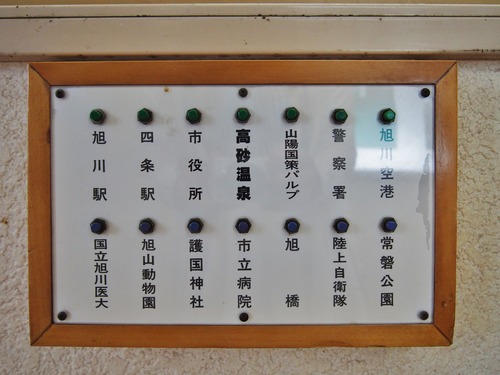 旭川空港
警察署
山陽国策パルプ
高砂温泉
市役所
四条駅
旭川駅
常磐公園
陸上自衛隊
旭橋
市立病院
護国神社
旭山動物園
国立旭川医大